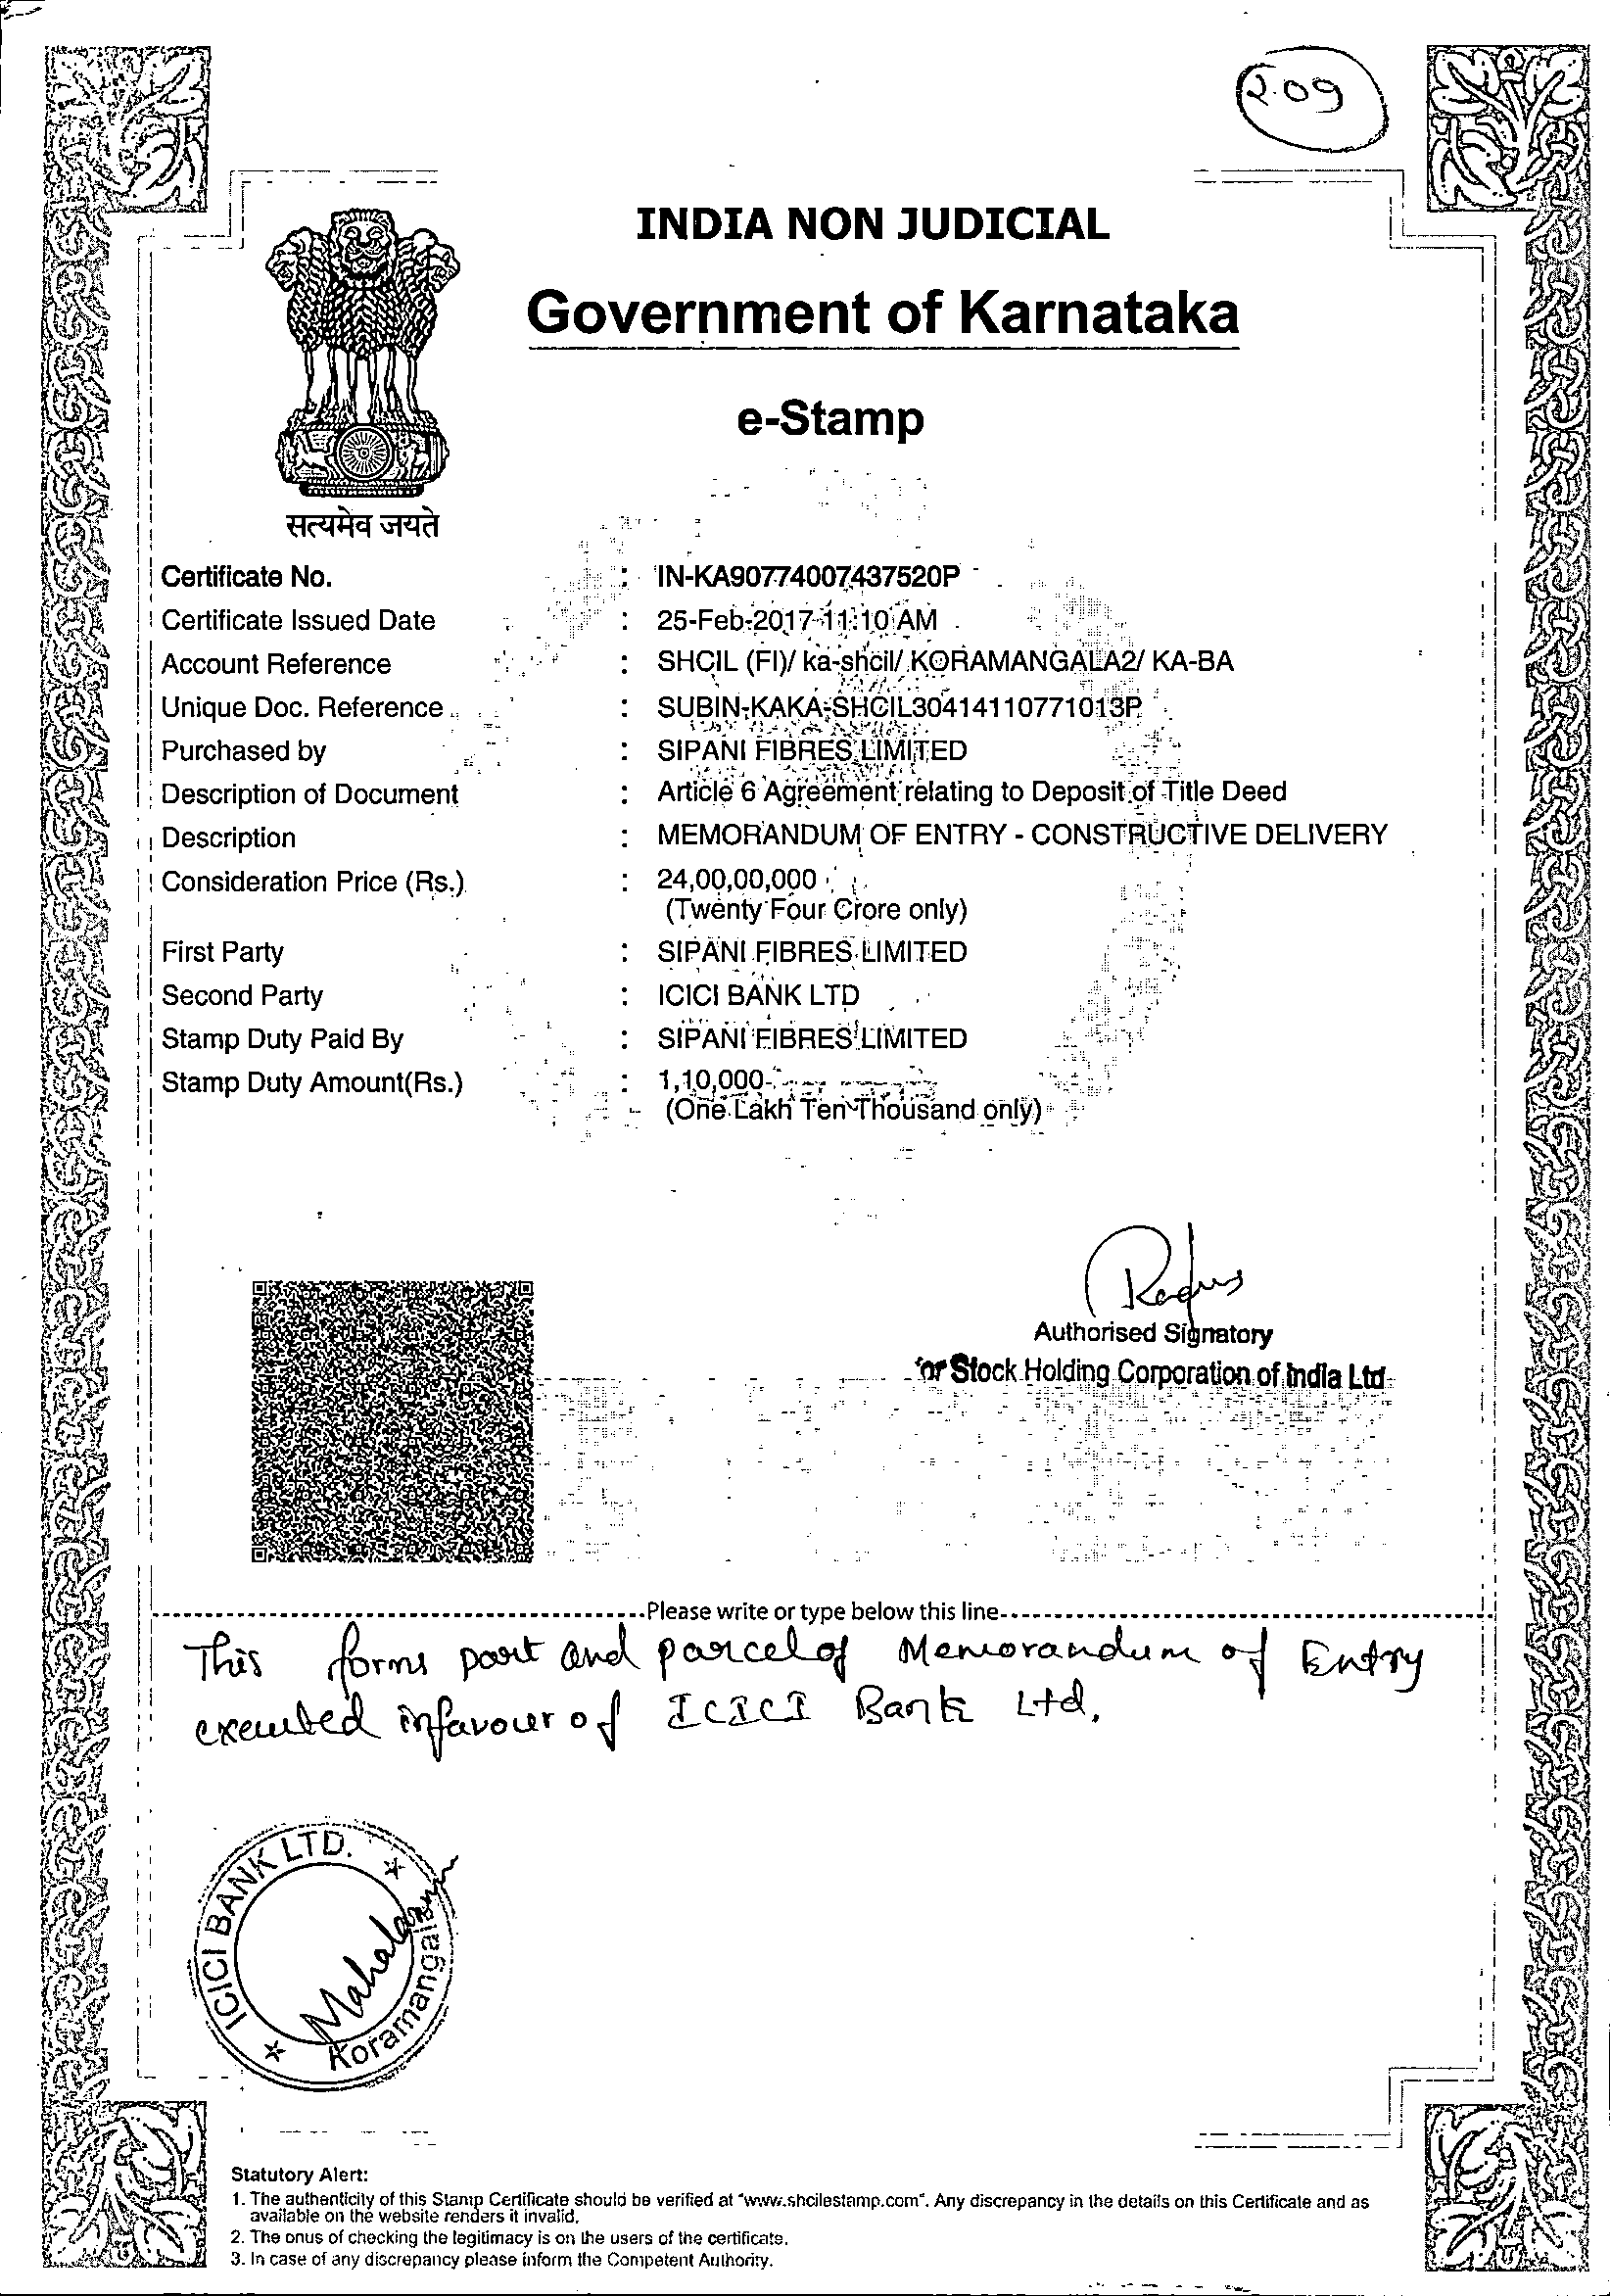 209
INDIA NON JUDICIAL
Government of Karnataka
e-Stamp
सत्यमेव जयते
Certificate No. : IN-KA90774007437520P
Certificate Issued Date : 25-Feb-2017 11:10 AM
Account Reference : SHCIL (FI)/ ka-shcil/ KORAMANGALA2/ KA-BA
Unique Doc. Reference : SUBIN-KAKA-SHCIL30414110771013P
Purchased by : SIPANI FIBRES LIMITED
Description of Document : Article 6 Agreement relating to Deposit of Title Deed
Description : MEMORANDUM OF ENTRY - CONSTRUCTIVE DELIVERY
Consideration Price (Rs.) : 24,00,00,000
(Twenty Four Crore only)
First Party : SIPANI FIBRES LIMITED
Second Party : ICICI BANK LTD
Stamp Duty Paid By : SIPANI FIBRES LIMITED
Stamp Duty Amount(Rs.) : 1,10,000
(One Lakh Ten Thousand only)
Authorised Signatory
For Stock Holding Corporation of India Ltd
Please write or type below this line
This forms part and parcel of Memorandum of Entry
executed infavour of ICICI Bank Ltd.
ICICI BANK LTD.
Koramangala
Statutory Alert:
1. The authenticity of this Stamp Certificate should be verified at "www.shcilestamp.com". Any discrepancy in the details on this Certificate and as
available on the website renders it invalid.
2. The onus of checking the legitimacy is on the users of the certificate.
3. In case of any discrepancy please inform the Competent Authority.